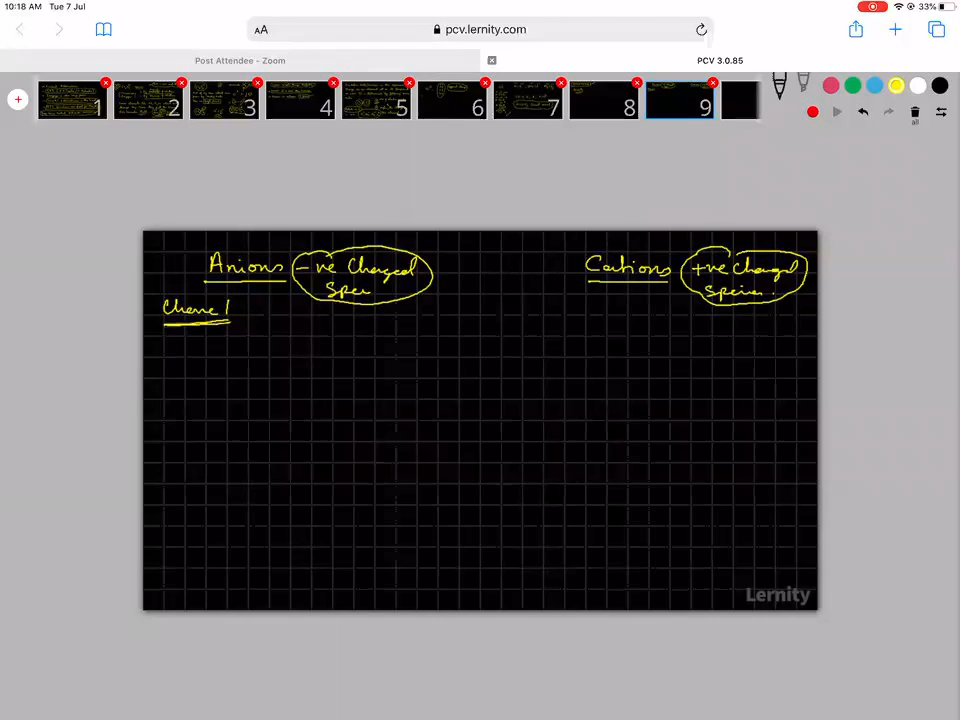 10:18 AM Tue 7 Jul
33%
AA
pcv.lernity.com
Post Attendee - Zoom
PCV 3.0.85
1 2 3 4 5 6 7 8 9
all
Anions -ve Charged
Spec
Cations +ve Charged
Species.
Lernity